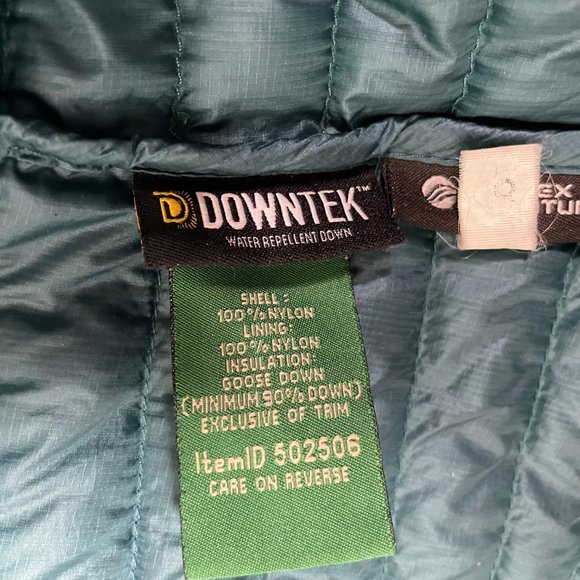 DOWNTEK™
WATER REPELLENT DOWN
SHELL:
100% NYLON
LINING:
100% NYLON
INSULATION:
GOOSE DOWN
(MINIMUM 90% DOWN)
EXCLUSIVE OF TRIM
ItemID 502506
CARE ON REVERSE